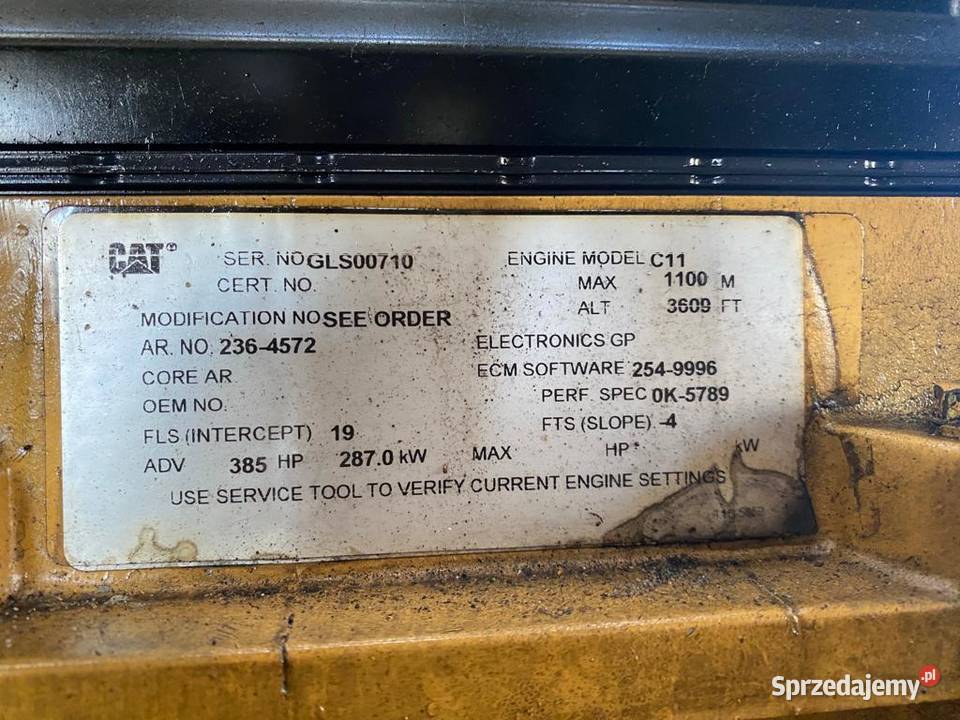 CAT® SER. NO GLS00710 ENGINE MODEL C11
CERT. NO. MAX 1100 M
ALT 3609 FT
MODIFICATION NO SEE ORDER
AR. NO. 236-4572 ELECTRONICS GP
CORE AR ECM SOFTWARE 254-9996
OEM NO. PERF. SPEC 0K-5789
FLS (INTERCEPT) 19 FTS (SLOPE) -4
ADV 385 HP 287.0 kW MAX HP kW
USE SERVICE TOOL TO VERIFY CURRENT ENGINE SETTINGS
Sprzedajemy.pl